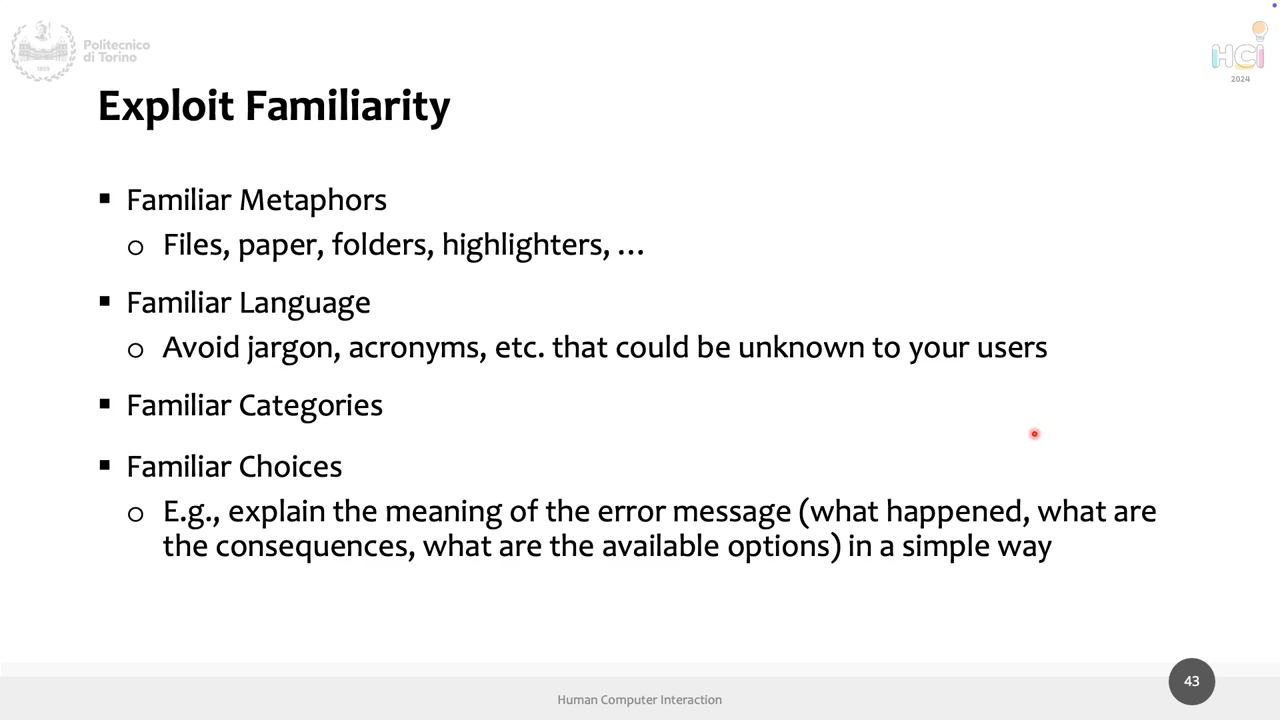 Politecnico
di Torino
1859
HCI
2024
Exploit Familiarity
▪ Familiar Metaphors
o Files, paper, folders, highlighters, …
▪ Familiar Language
o Avoid jargon, acronyms, etc. that could be unknown to your users
▪ Familiar Categories
▪ Familiar Choices
o E.g., explain the meaning of the error message (what happened, what are
the consequences, what are the available options) in a simple way
Human Computer Interaction
43